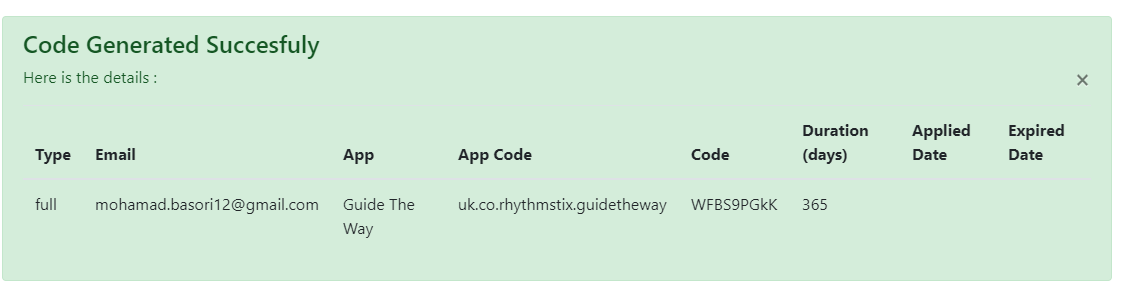 Code Generated Succesfuly
Here is the details :
×
Type Email App App Code Code Duration (days) Applied Date Expired Date
full mohamad.basori12@gmail.com Guide The Way uk.co.rhythmstix.guidetheway WFBS9PGkK 365